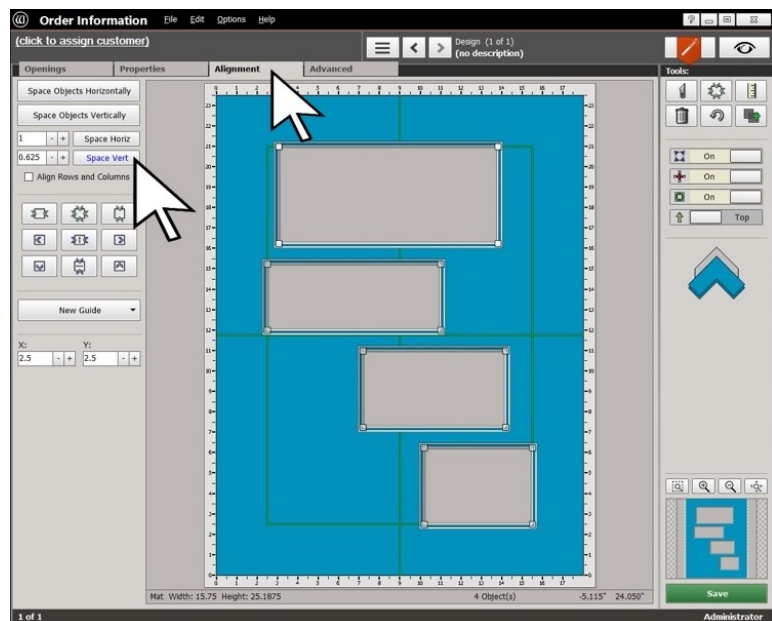 Order Information File Edit Options Help
(click to assign customer)
Design (1 of 1)
(no description)
Openings Properties Alignment Advanced
Tools:
Space Objects Horizontally
Space Objects Vertically
1 - + Space Horiz
0.625 - + Space Vert
Align Rows and Columns
On
On
On
Top
New Guide
X: Y:
2.5 - + 2.5 - +
Mat Width: 15.75 Height: 25.1875 4 Object(s) -5.115" 24.050"
Save
1 of 1 Administrator